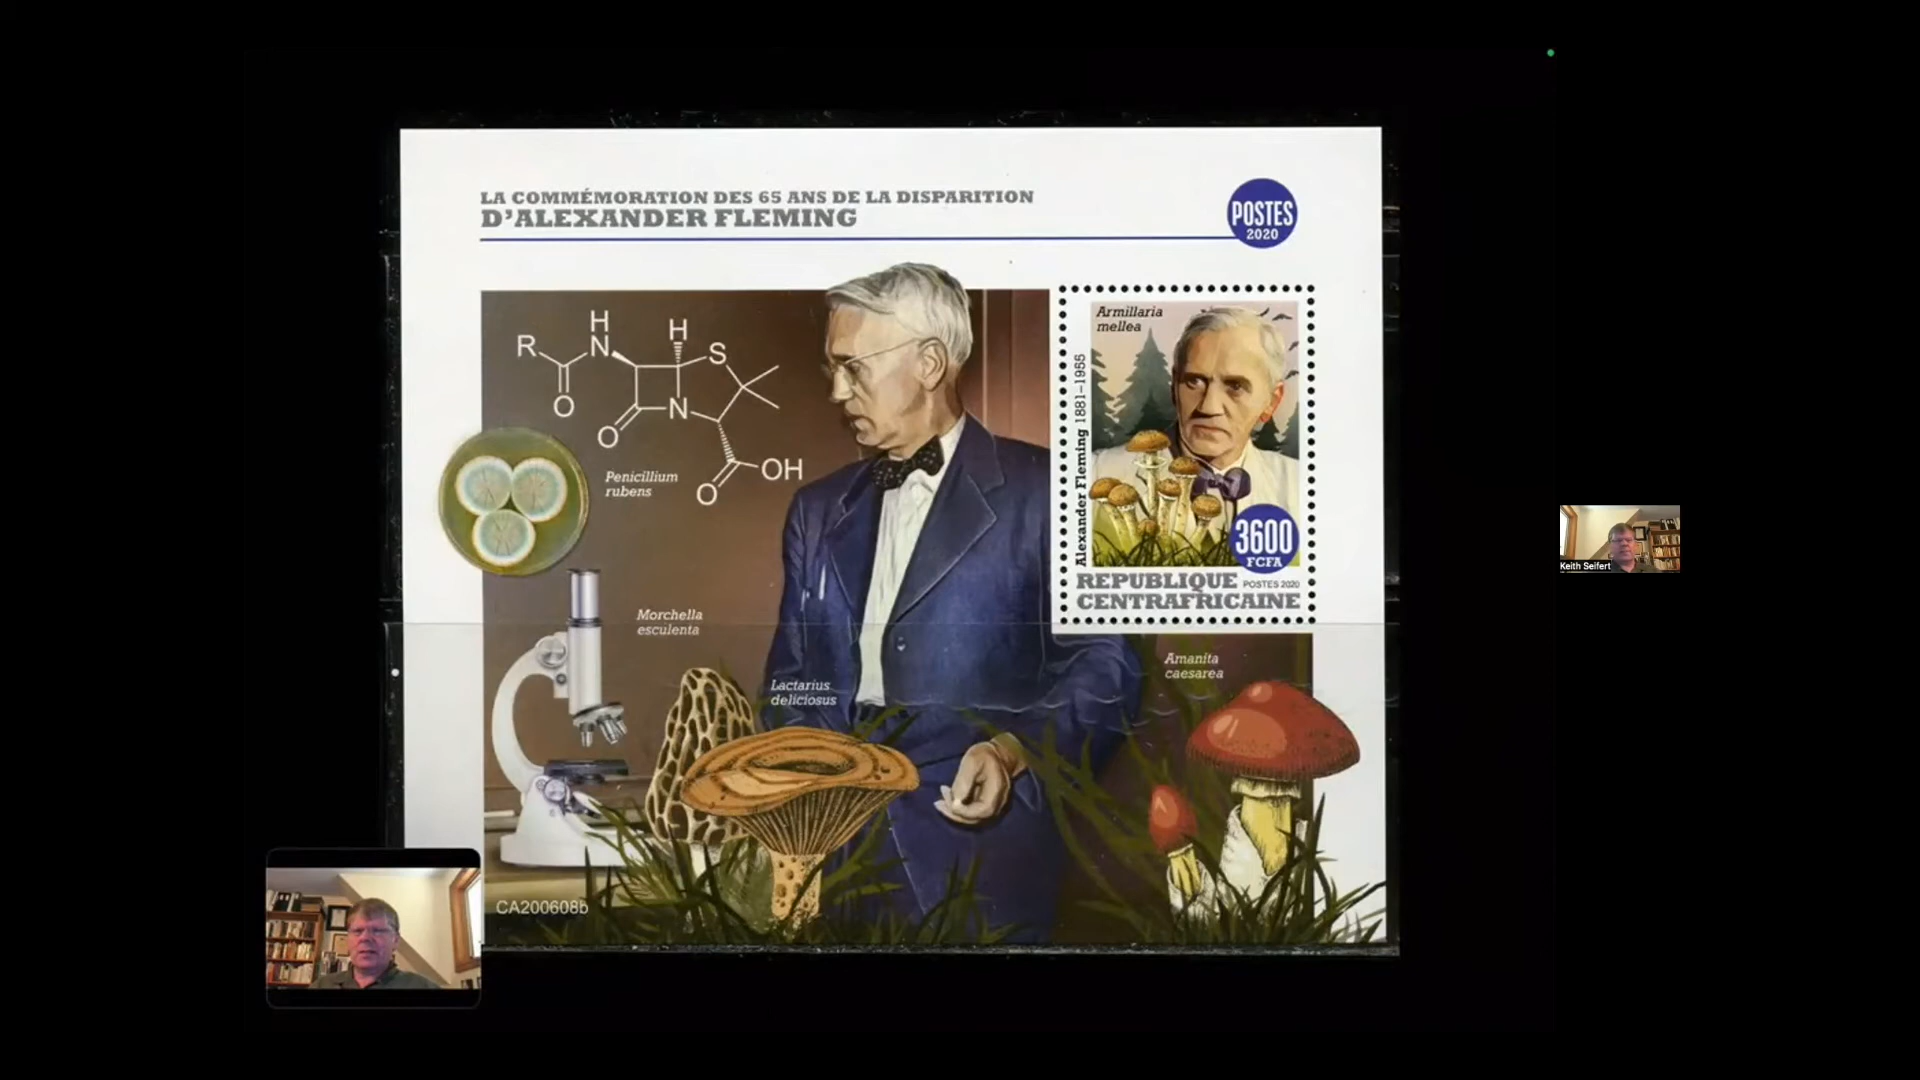 LA COMMÉMORATION DES 65 ANS DE LA DISPARITION
D'ALEXANDER FLEMING
POSTES
2020
R
H
N
H
S
O
O
N
O
OH
Penicillium
rubens
Morchella
esculenta
Lactarius
deliciosus
Armillaria
mellea
Alexander Fleming 1881-1955
3600
FCFA
REPUBLIQUE POSTES 2020
CENTRAFRICAINE
Amanita
caesarea
CA200608b
Keith Seifert